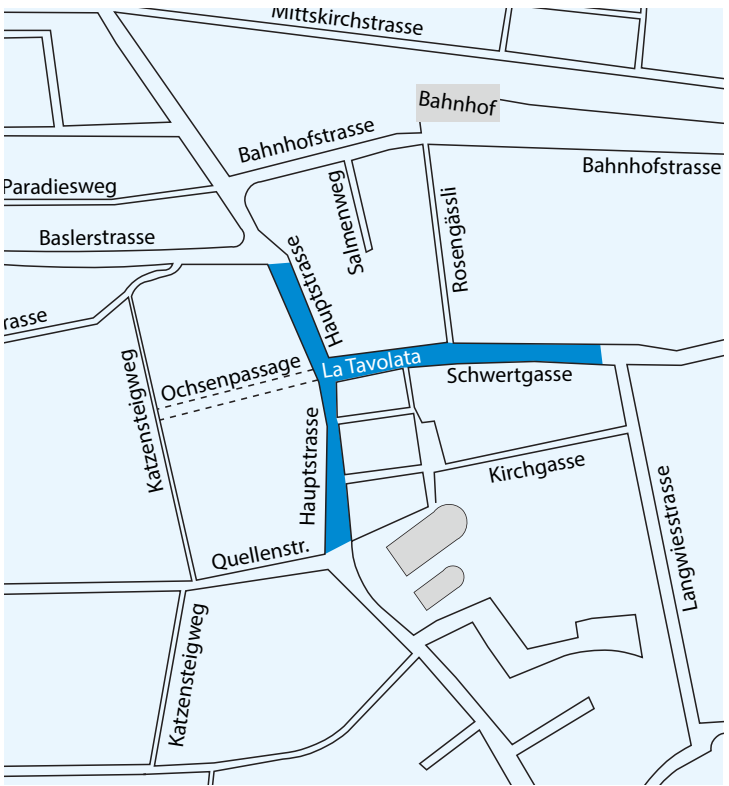 Mittskirchstrasse
Bahnhof
Bahnhofstrasse
Bahnhofstrasse
Paradiesweg
Salmenweg
Rosengässli
Baslerstrasse
Hauptstrasse
rasse
Ochsenpassage
La Tavolata
Schwertgasse
Katzensteigweg
Hauptstrasse
Kirchgasse
Quellenstr.
Langwiesstrasse
Katzensteigweg